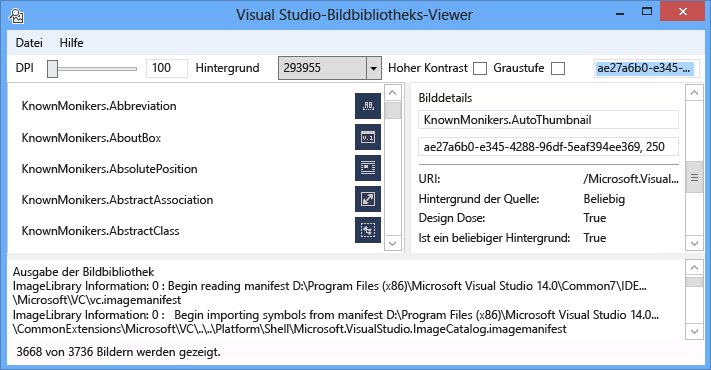 Visual Studio-Bildbibliotheks-Viewer
Datei Hilfe
DPI 100 Hintergrund 293955 Hoher Kontrast Graustufe ae27a6b0-e345-...
KnownMonikers.Abbreviation
KnownMonikers.AboutBox
KnownMonikers.AbsolutePosition
KnownMonikers.AbstractAssociation
KnownMonikers.AbstractClass
Bilddetails
KnownMonikers.AutoThumbnail
ae27a6b0-e345-4288-96df-5eaf394ee369, 250
URI: /Microsoft.Visual...
Hintergrund der Quelle: Beliebig
Design Dose: True
Ist ein beliebiger Hintergrund: True
Ausgabe der Bildbibliothek
ImageLibrary Information: 0 : Begin reading manifest D:\Program Files (x86)\Microsoft Visual Studio 14.0\Common7\IDE...
\Microsoft\VC\vc.imagemanifest
ImageLibrary Information: 0 : Begin importing symbols from manifest D:\Program Files (x86)\Microsoft Visual Studio 14.0...
\CommonExtensions\Microsoft\VC\..\..\Platform\Shell\Microsoft.VisualStudio.ImageCatalog.imagemanifest
3668 von 3736 Bildern werden gezeigt.